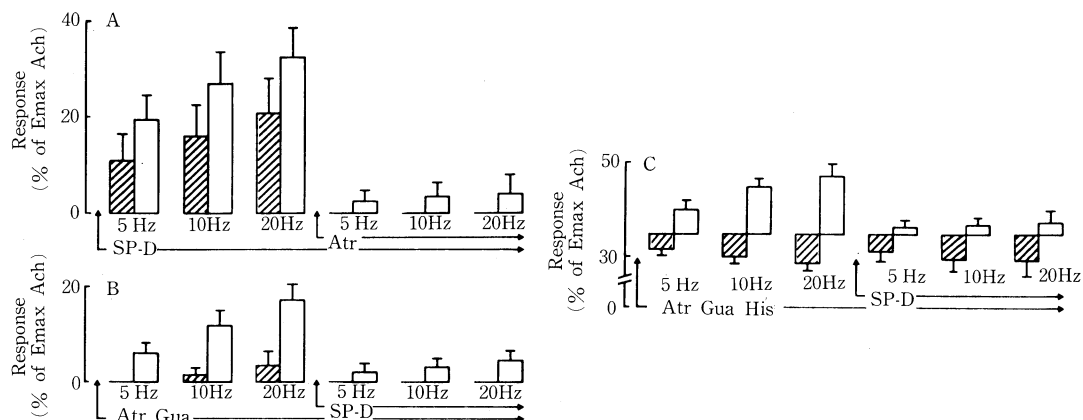 A
Response
(% of Emax Ach)
40
20
0
5 Hz 10Hz 20Hz 5 Hz 10Hz 20Hz
SP-D Atr
B
Response
(% of Emax Ach)
20
0
5 Hz 10Hz 20Hz 5 Hz 10Hz 20Hz
Atr Gua SP-D
C
Response
(% of Emax Ach)
50
30
0
5 Hz 10Hz 20Hz 5 Hz 10Hz 20Hz
Atr Gua His SP-D